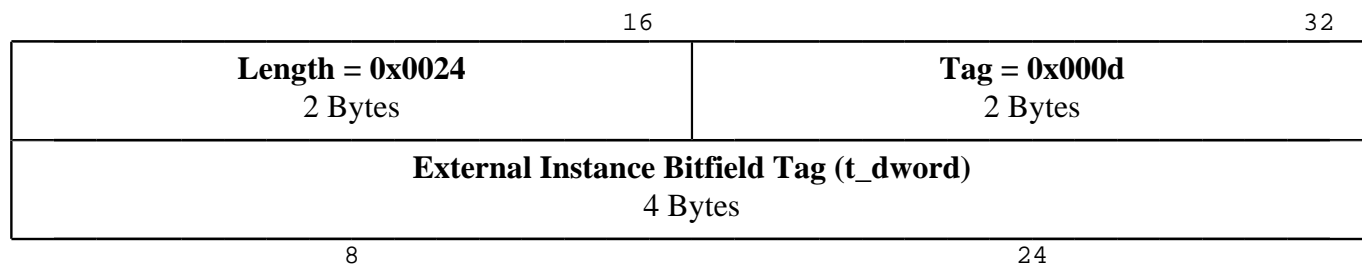 16 32
Length = 0x0024 Tag = 0x000d
2 Bytes 2 Bytes
External Instance Bitfield Tag (t_dword)
4 Bytes
8 24